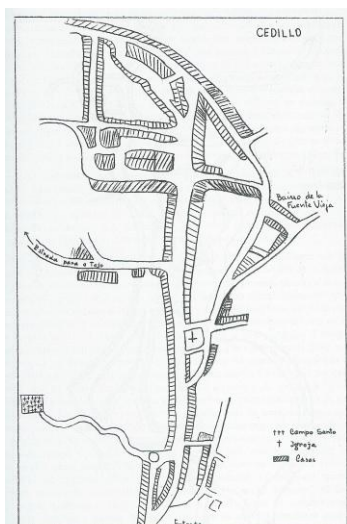 CEDILLO
Bairro de la
Fuente Vieja
Estrada para o Tejo
††† Campo Santo
† Igreja
Casas